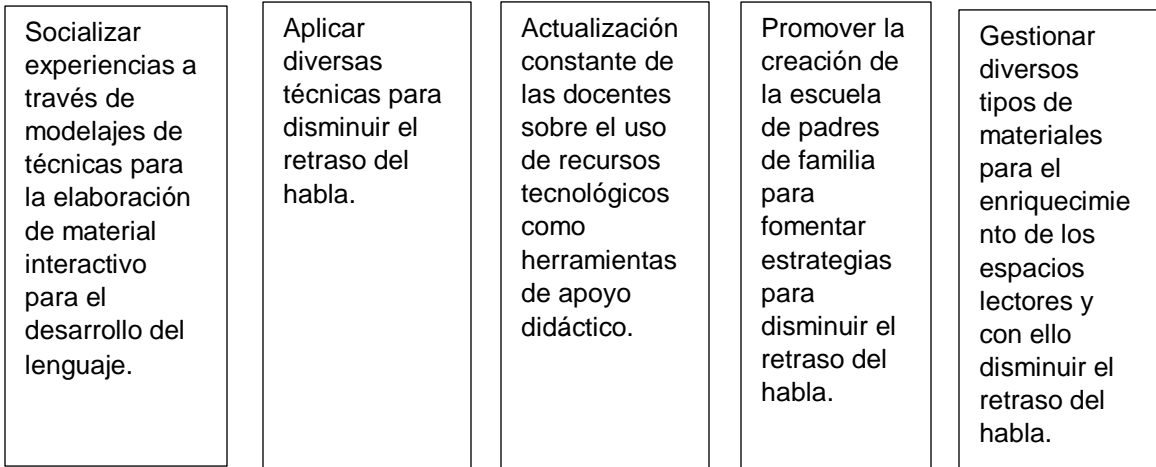 Socializar
experiencias a
través de
modelajes de
técnicas para
la elaboración
de material
interactivo
para el
desarrollo del
lenguaje.
Aplicar
diversas
técnicas para
disminuir el
retraso del
habla.
Actualización
constante de
las docentes
sobre el uso
de recursos
tecnológicos
como
herramientas
de apoyo
didáctico.
Promover la
creación de
la escuela
de padres
de familia
para
fomentar
estrategias
para
disminuir el
retraso del
habla.
Gestionar
diversos
tipos de
materiales
para el
enriquecimie
nto de los
espacios
lectores y
con ello
disminuir el
retraso del
habla.